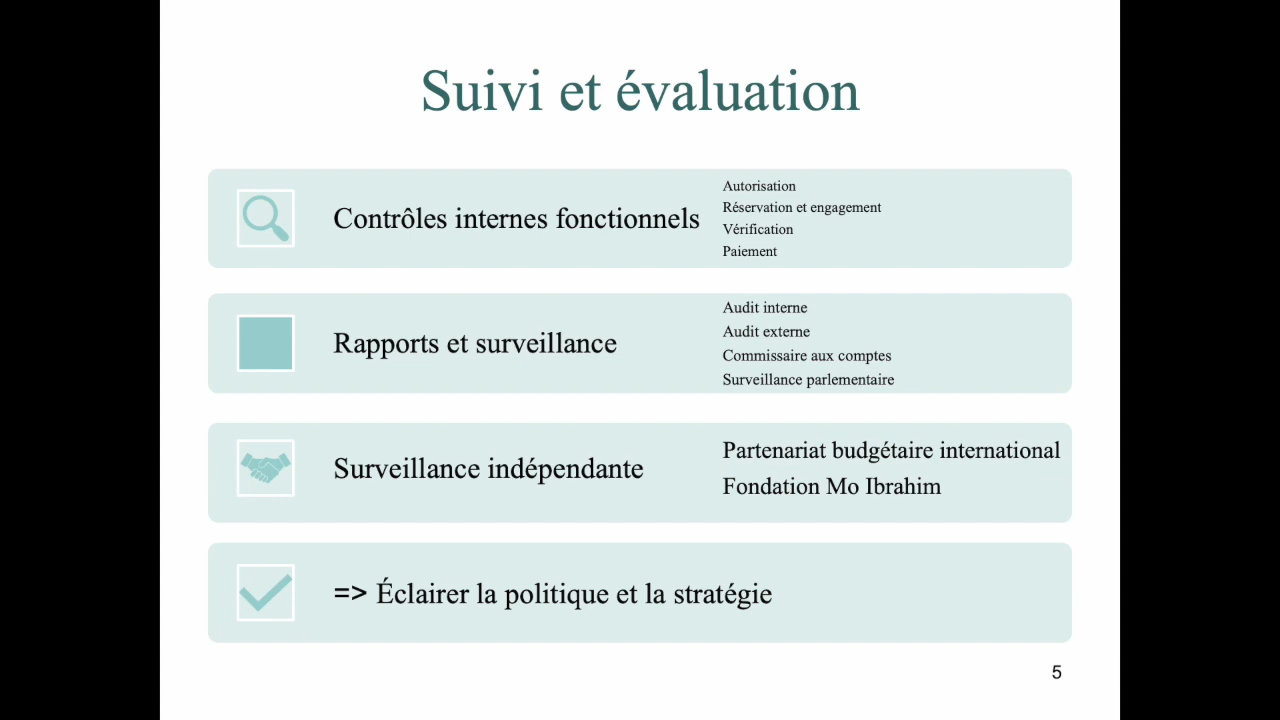 Suivi et évaluation
Contrôles internes fonctionnels
Autorisation
Réservation et engagement
Vérification
Paiement
Rapports et surveillance
Audit interne
Audit externe
Commissaire aux comptes
Surveillance parlementaire
Surveillance indépendante
Partenariat budgétaire international
Fondation Mo Ibrahim
=> Éclairer la politique et la stratégie
5